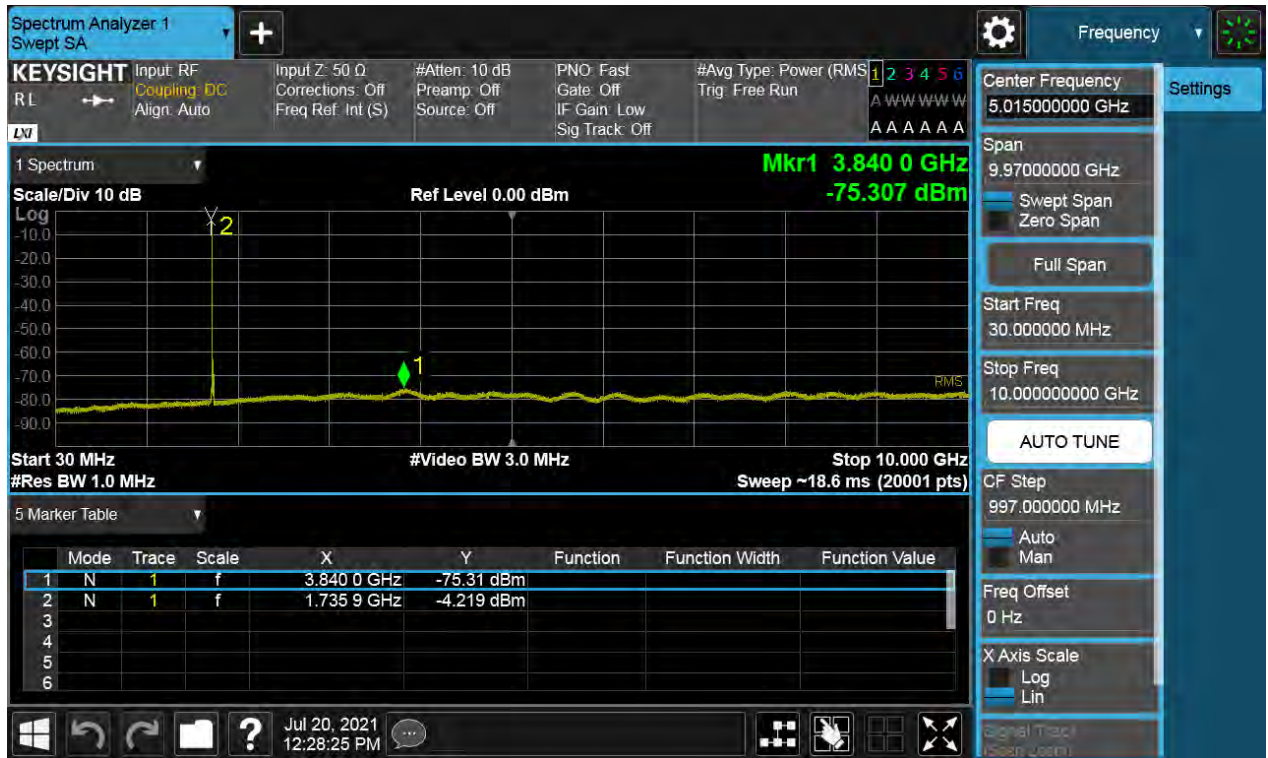 Spectrum Analyzer 1
Swept SA
+
Frequency
KEYSIGHT
RL
LXI
Input: RF
Coupling: DC
Align: Auto
Input Z: 50 Ω
Corrections: Off
Freq Ref: Int (S)
#Atten: 10 dB
Preamp: Off
Source: Off
PNO: Fast
Gate: Off
IF Gain: Low
Sig Track: Off
#Avg Type: Power (RMS
Trig: Free Run
1 2 3 4 5 6
A W W W W W
A A A A A A
1 Spectrum
Scale/Div 10 dB
Ref Level 0.00 dBm
Mkr1 3.840 0 GHz
-75.307 dBm
Log
-10.0
-20.0
-30.0
-40.0
-50.0
-60.0
-70.0
-80.0
-90.0
2
1
RMS
Start 30 MHz
#Video BW 3.0 MHz
Stop 10.000 GHz
#Res BW 1.0 MHz
Sweep ~18.6 ms (20001 pts)
5 Marker Table
Mode Trace Scale X Y Function Function Width Function Value
1 N 1 f 3.840 0 GHz -75.31 dBm
2 N 1 f 1.735 9 GHz -4.219 dBm
3
4
5
6
?
Jul 20, 2021
12:28:25 PM
Center Frequency
5.015000000 GHz
Settings
Span
9.97000000 GHz
Swept Span
Zero Span
Full Span
Start Freq
30.000000 MHz
Stop Freq
10.000000000 GHz
AUTO TUNE
CF Step
997.000000 MHz
Auto
Man
Freq Offset
0 Hz
X Axis Scale
Log
Lin
Signal Track
(Span Zoom)